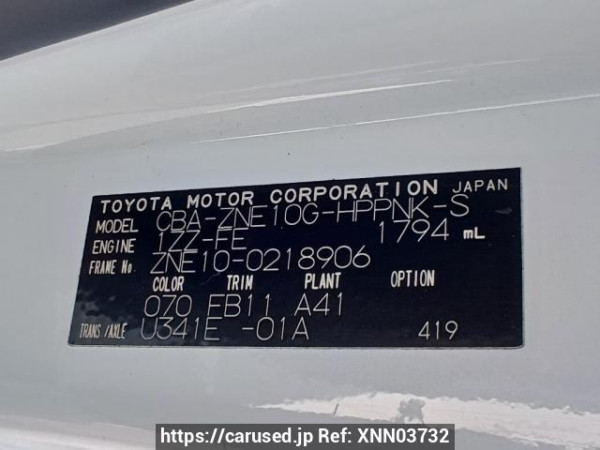 TOYOTA MOTOR CORPORATION JAPAN
MODEL CBA-ZNE10G-HPPNK-S
ENGINE 1ZZ-FE 1794 mL
FRAME No. ZNE10-0218906
COLOR TRIM PLANT OPTION
070 EB11 A41
TRANS/AXLE U341E -01A 419
https://carused.jp Ref: XNN03732